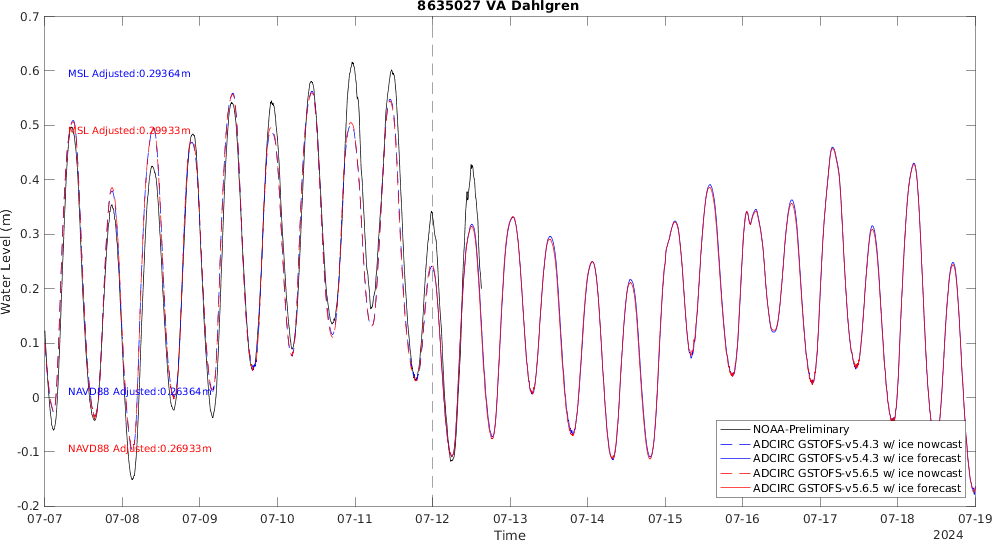 8635027 VA Dahlgren
0.7
0.6
0.5
0.4
0.3
0.2
0.1
0
-0.1
-0.2
Water Level (m)
MSL Adjusted:0.29364m
MSL Adjusted:0.29933m
NAVD88 Adjusted:0.26364m
NAVD88 Adjusted:0.26933m
NOAA-Preliminary
ADCIRC GSTOFS-v5.4.3 w/ ice nowcast
ADCIRC GSTOFS-v5.4.3 w/ ice forecast
ADCIRC GSTOFS-v5.6.5 w/ ice nowcast
ADCIRC GSTOFS-v5.6.5 w/ ice forecast
07-07 07-08 07-09 07-10 07-11 07-12 07-13 07-14 07-15 07-16 07-17 07-18 07-19
Time
2024